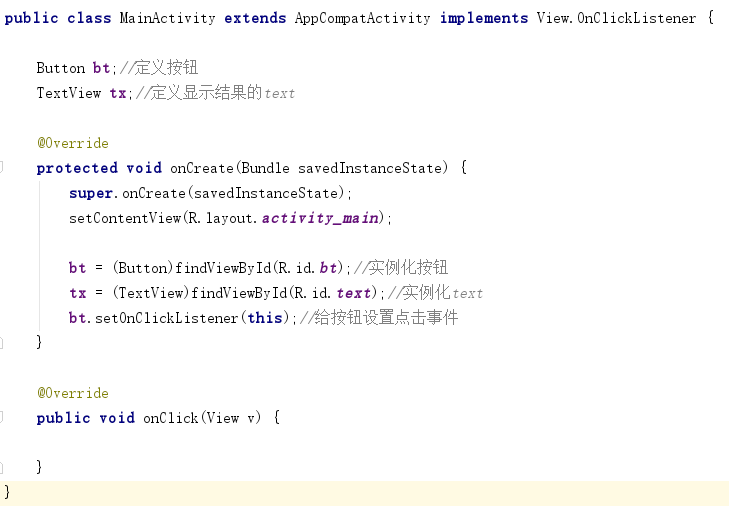 public class MainActivity extends AppCompatActivity implements View.OnClickListener {
Button bt;//定义按钮
TextView tx;//定义显示结果的text
@Override
protected void onCreate(Bundle savedInstanceState) {
super.onCreate(savedInstanceState);
setContentView(R.layout.activity_main);
bt = (Button)findViewById(R.id.bt);//实例化按钮
tx = (TextView)findViewById(R.id.text);//实例化text
bt.setOnClickListener(this);//给按钮设置点击事件
}
@Override
public void onClick(View v) {
}
}